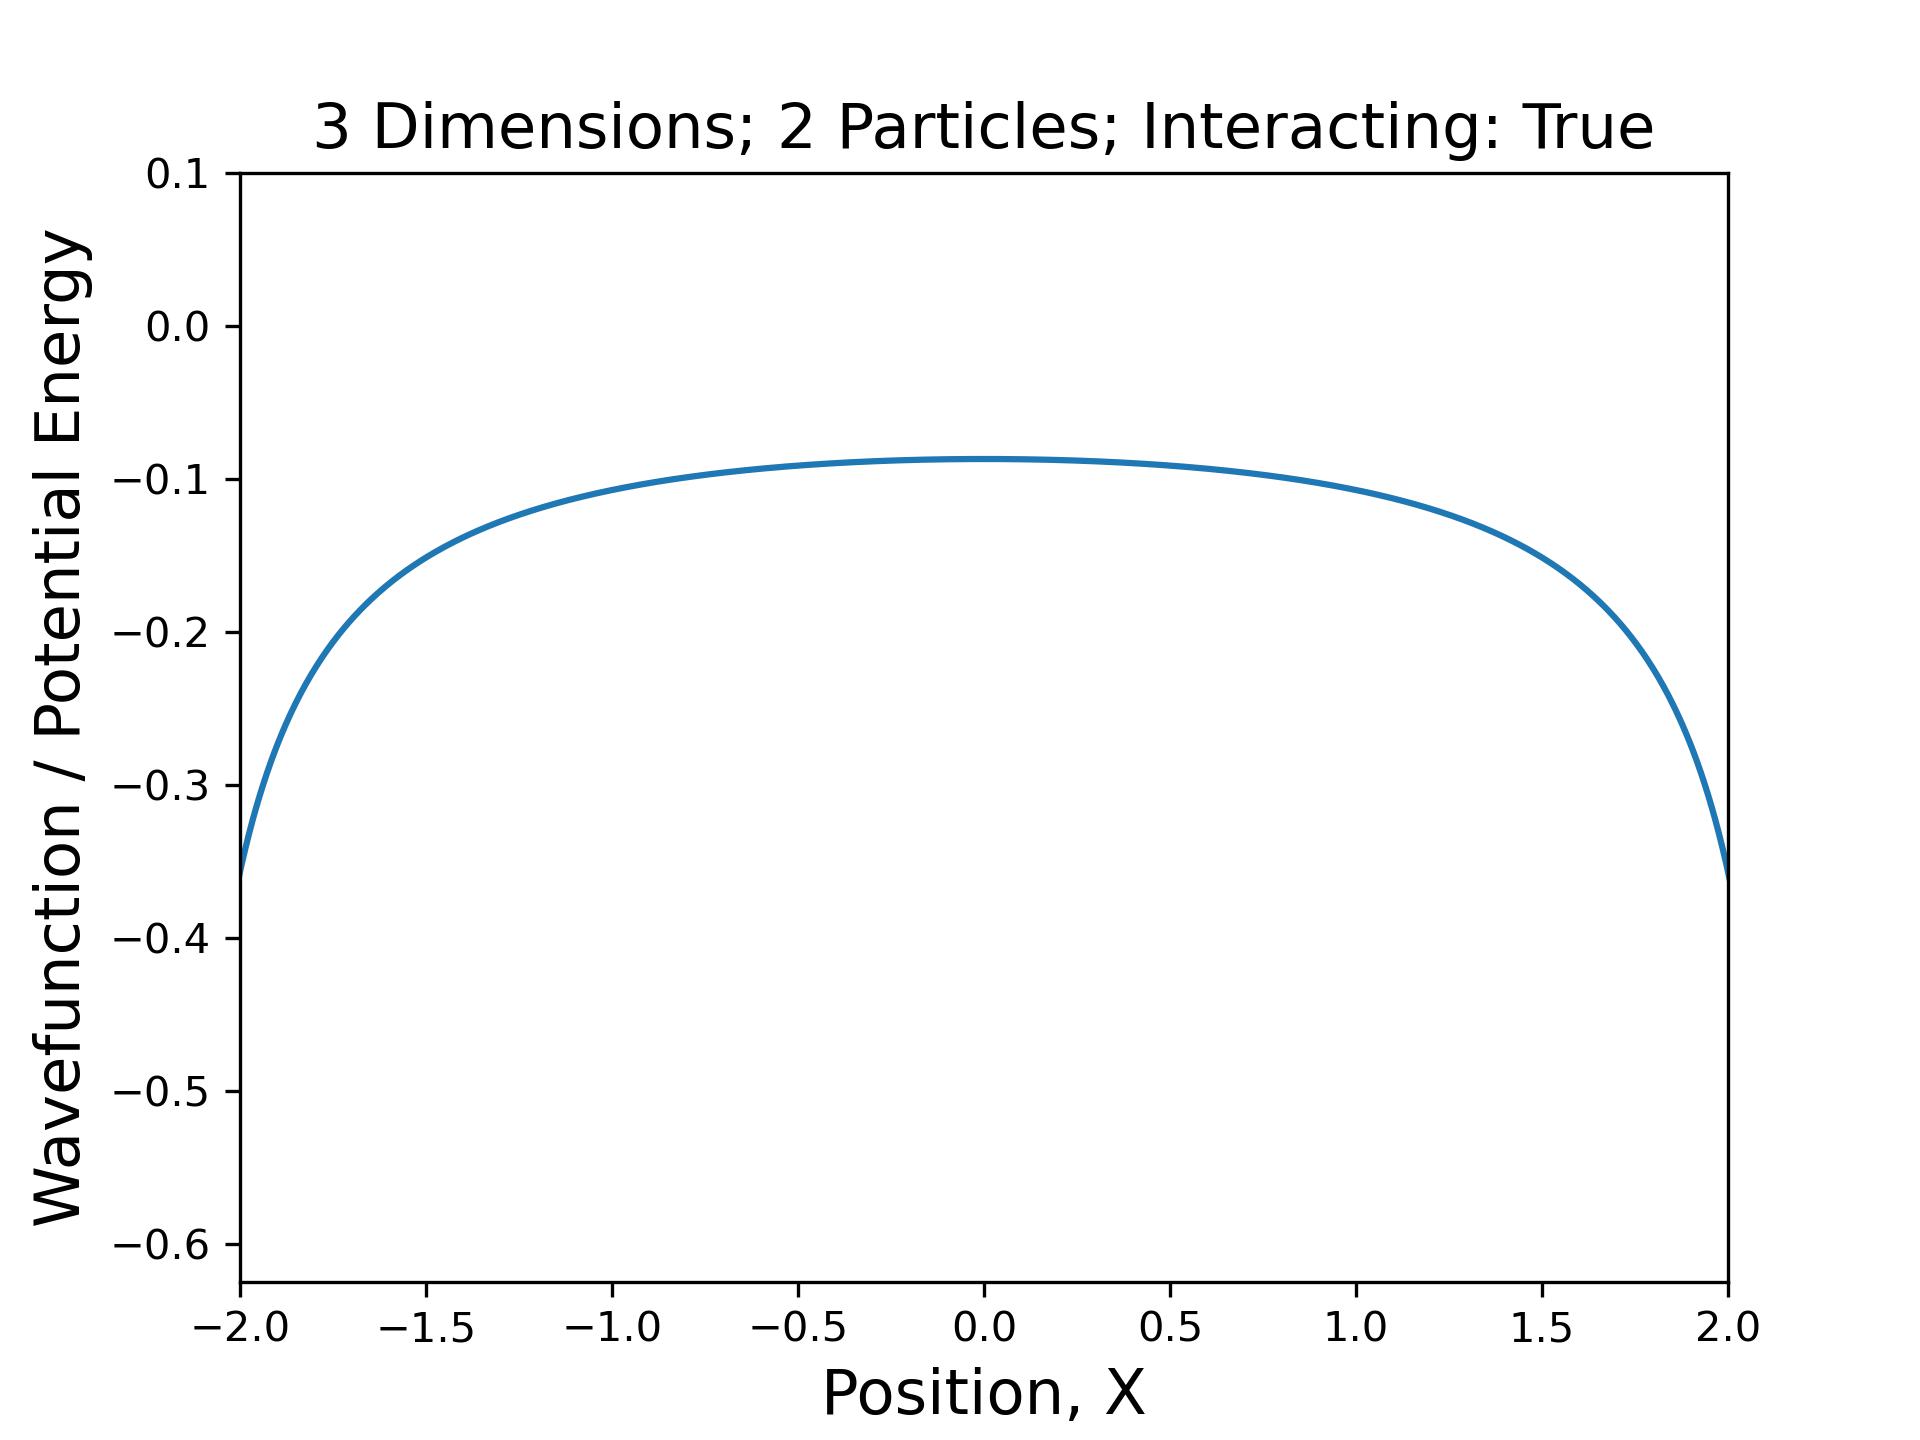 3 Dimensions; 2 Particles; Interacting: True
Wavefunction / Potential Energy
0.1
0.0
−0.1
−0.2
−0.3
−0.4
−0.5
−0.6
−2.0 −1.5 −1.0 −0.5 0.0 0.5 1.0 1.5 2.0
Position, X